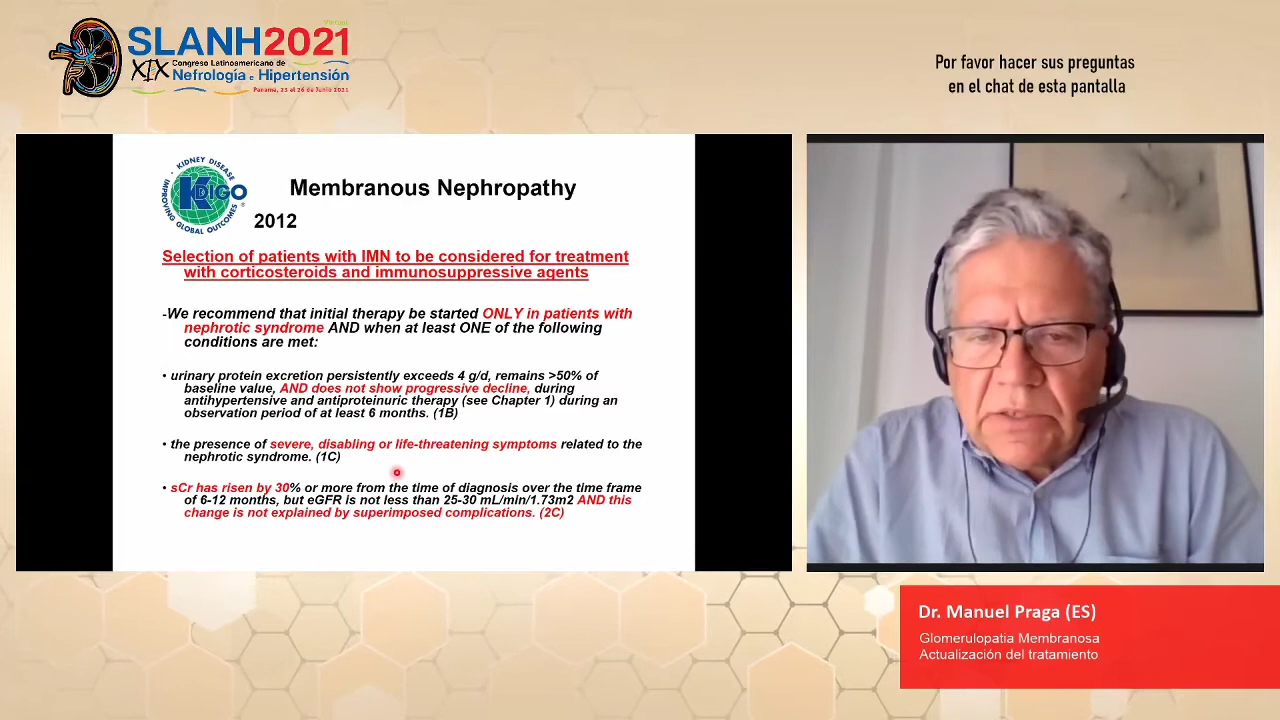 Virtual
SLANH2021
XIX Congreso Latinoamericano de
Nefrología e Hipertensión
Panamá, 23 al 26 de Junio 2021
Por favor hacer sus preguntas
en el chat de esta pantalla
KIDNEY DISEASE
IMPROVING GLOBAL OUTCOMES
KDIGO
®
Membranous Nephropathy
2012
Selection of patients with IMN to be considered for treatment
with corticosteroids and immunosuppressive agents
-We recommend that initial therapy be started ONLY in patients with
nephrotic syndrome AND when at least ONE of the following
conditions are met:
• urinary protein excretion persistently exceeds 4 g/d, remains >50% of
baseline value, AND does not show progressive decline, during
antihypertensive and antiproteinuric therapy (see Chapter 1) during an
observation period of at least 6 months. (1B)
• the presence of severe, disabling or life-threatening symptoms related to the
nephrotic syndrome. (1C)
• sCr has risen by 30% or more from the time of diagnosis over the time frame
of 6-12 months, but eGFR is not less than 25-30 mL/min/1.73m2 AND this
change is not explained by superimposed complications. (2C)
Dr. Manuel Praga (ES)
Glomerulopatia Membranosa
Actualización del tratamiento